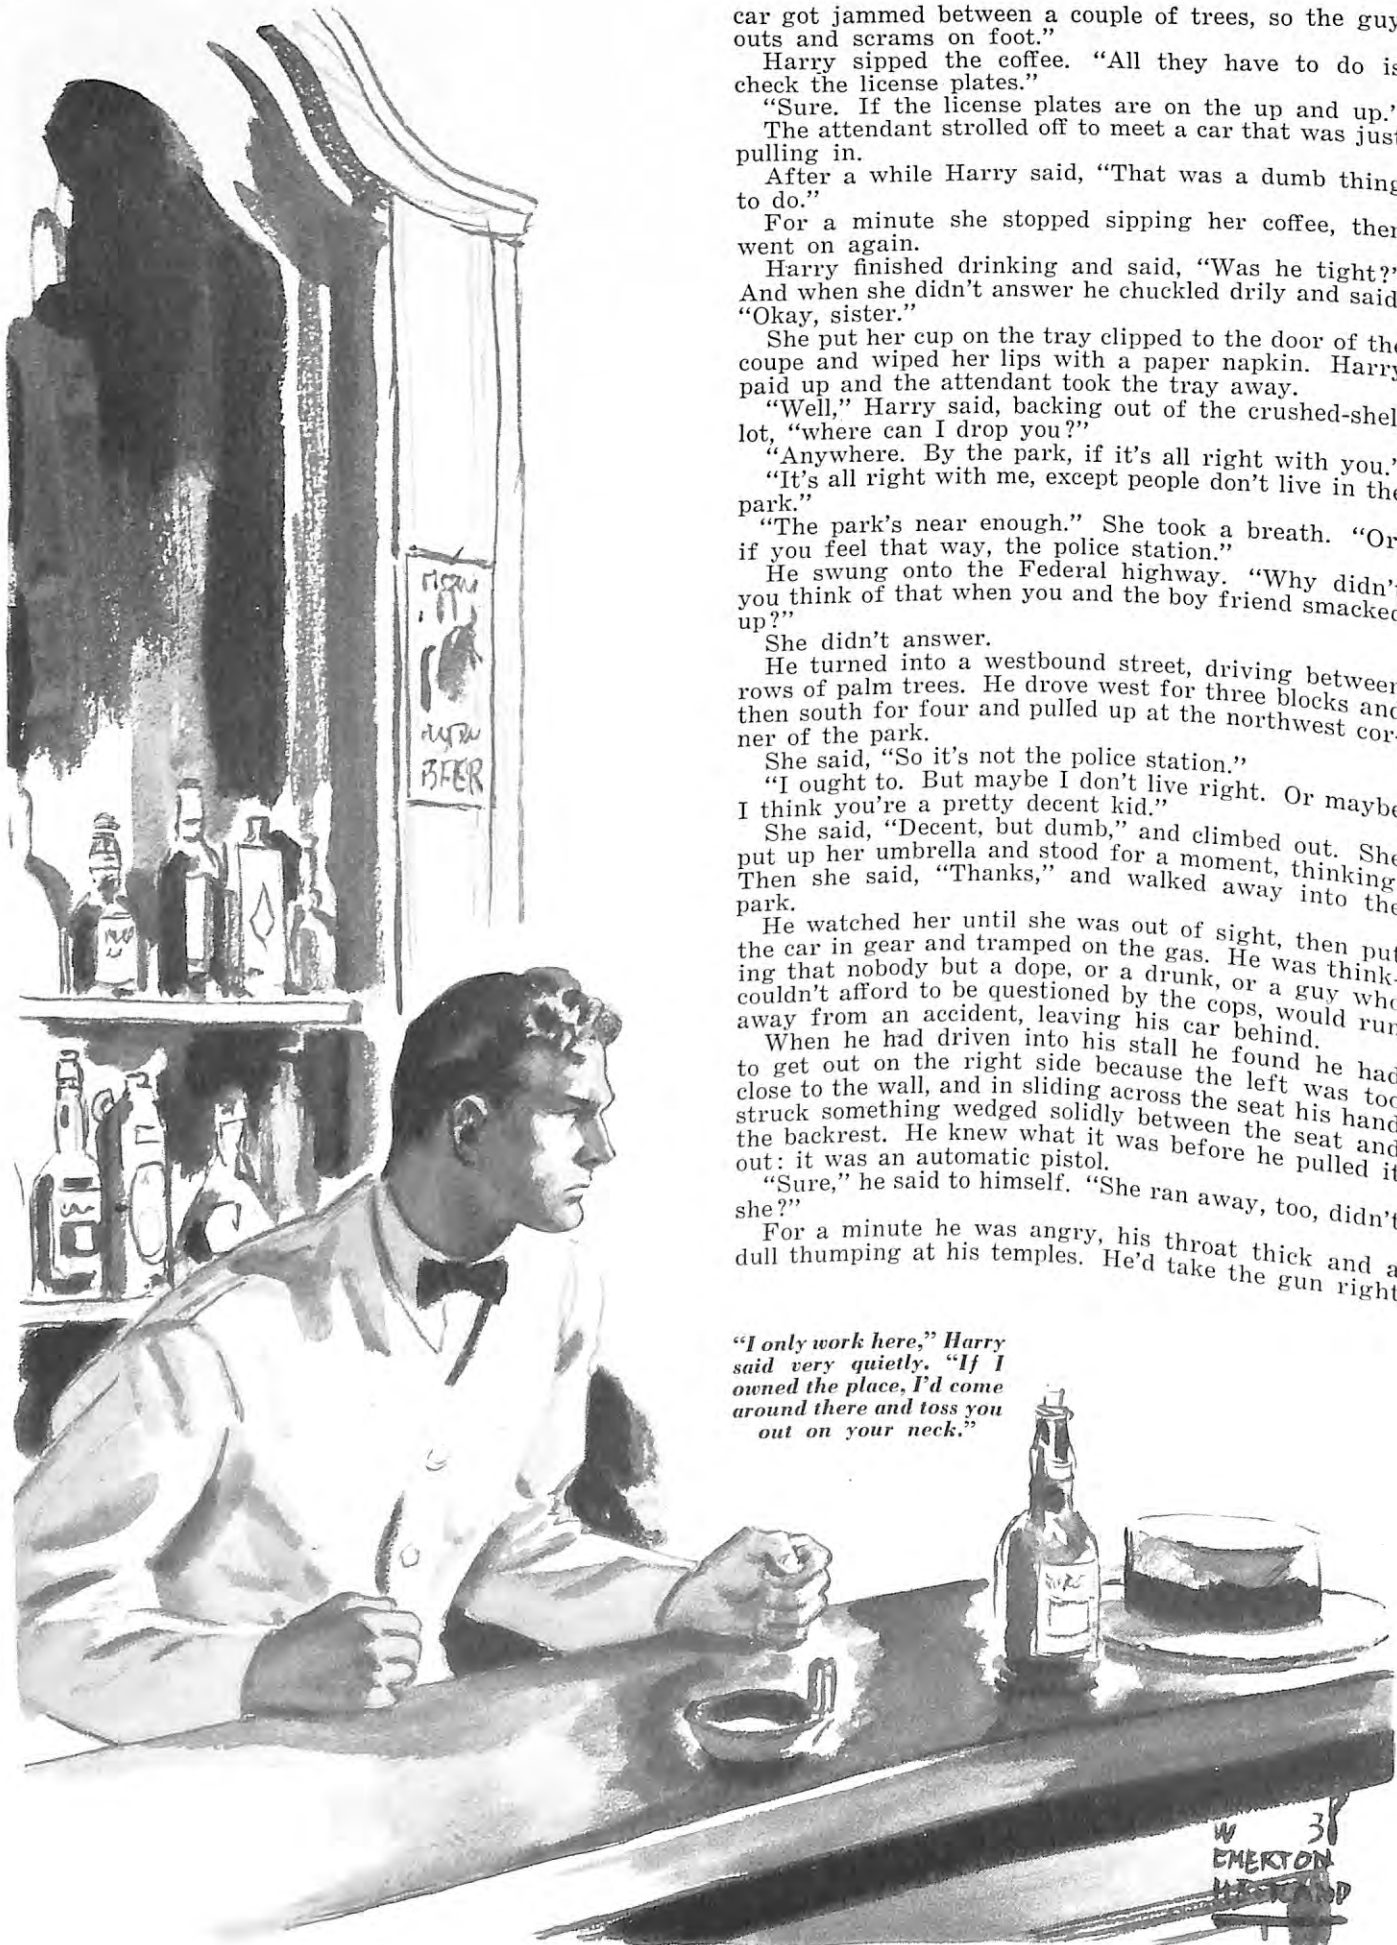 car got jammed between a couple of trees, so the guy
outs and scrams on foot.”
Harry sipped the coffee. “All they have to do is
check the license plates.”
“Sure. If the license plates are on the up and up.”
The attendant strolled off to meet a car that was just
pulling in.
After a while Harry said, “That was a dumb thing
to do.”
For a minute she stopped sipping her coffee, then
went on again.
Harry finished drinking and said, “Was he tight?”
And when she didn’t answer he chuckled drily and said
“Okay, sister.”
She put her cup on the tray clipped to the door of the
coupe and wiped her lips with a paper napkin. Harry
paid up and the attendant took the tray away.
“Well,” Harry said, backing out of the crushed-shell
lot, “where can I drop you?”
“Anywhere. By the park, if it’s all right with you.”
“It’s all right with me, except people don’t live in the
park.”
“The park’s near enough.” She took a breath. “Or
if you feel that way, the police station.”
He swung onto the Federal highway. “Why didn’t
you think of that when you and the boy friend smacked
up?”
She didn’t answer.
He turned into a westbound street, driving between
rows of palm trees. He drove west for three blocks and
then south for four and pulled up at the northwest cor-
ner of the park.
She said, “So it’s not the police station.”
“I ought to. But maybe I don’t live right. Or maybe
I think you’re a pretty decent kid.”
She said, “Decent, but dumb,” and climbed out. She
put up her umbrella and stood for a moment, thinking.
Then she said, “Thanks,” and walked away into the
park.
He watched her until she was out of sight, then put
the car in gear and tramped on the gas. He was think-
ing that nobody but a dope, or a drunk, or a guy who
couldn’t afford to be questioned by the cops, would run
away from an accident, leaving his car behind.
When he had driven into his stall he found he had
to get out on the right side because the left was too
close to the wall, and in sliding across the seat his hand
struck something wedged solidly between the seat and
the backrest. He knew what it was before he pulled it
out: it was an automatic pistol.
“Sure,” he said to himself. “She ran away, too, didn’t
she?”
For a minute he was angry, his throat thick and a
dull thumping at his temples. He’d take the gun right
“I only work here,” Harry
said very quietly. “If I
owned the place, I’d come
around there and toss you
out on your neck.”
BEER
W 38
EMERTON